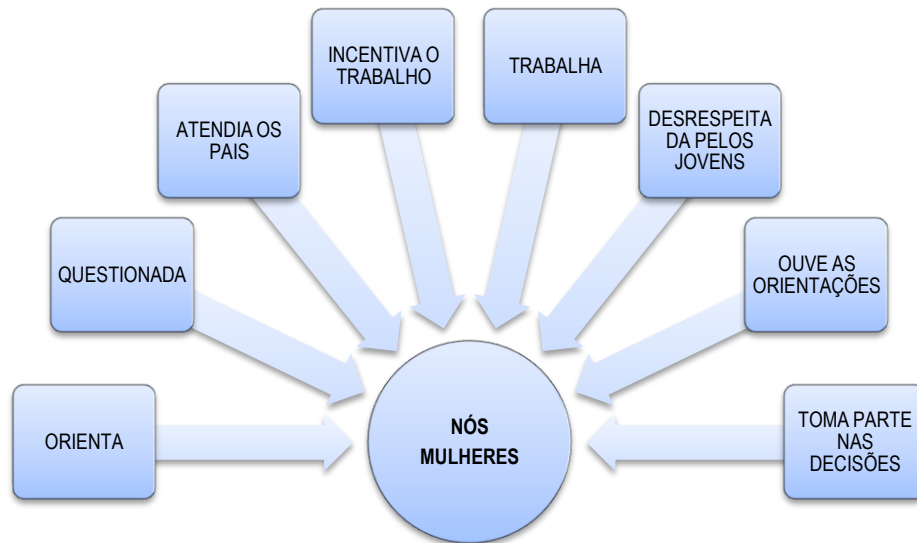 INCENTIVA O
TRABALHO
TRABALHA
ATENDIA OS
PAIS
DESRESPEITA
DA PELOS
JOVENS
QUESTIONADA
OUVE AS
ORIENTAÇÕES
ORIENTA
NÓS
MULHERES
TOMA PARTE
NAS
DECISÕES